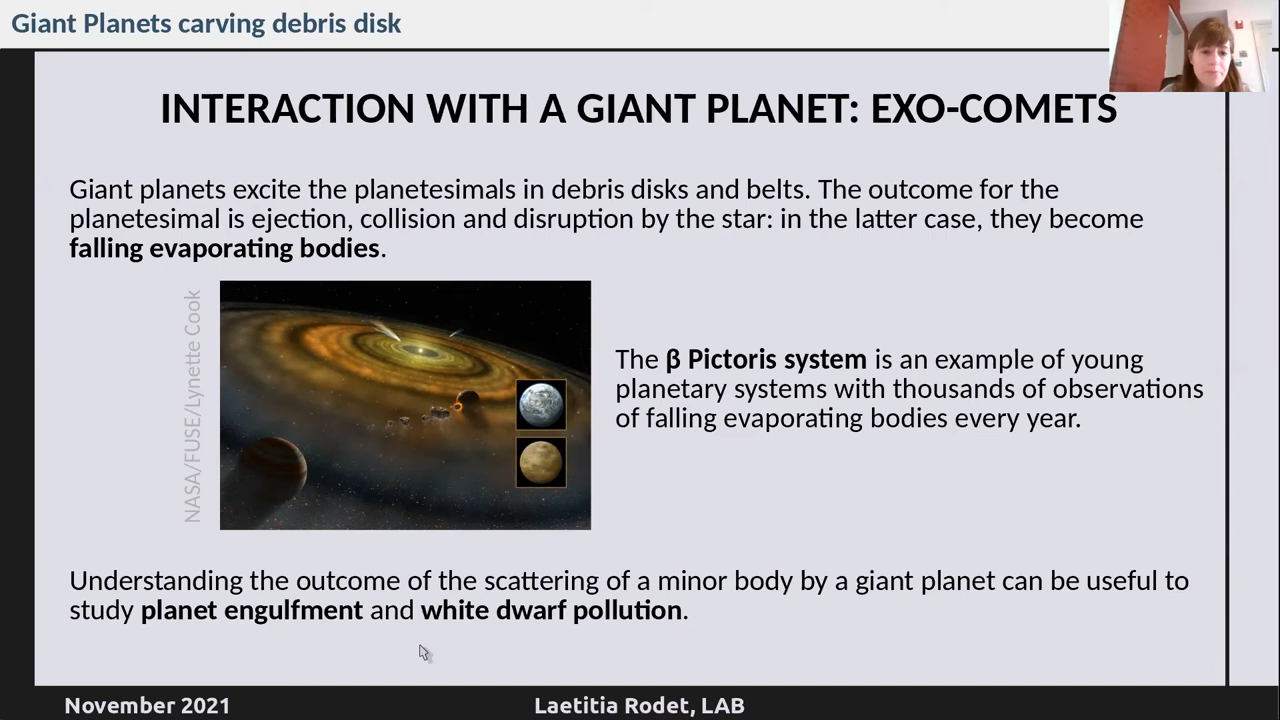 Giant Planets carving debris disk
INTERACTION WITH A GIANT PLANET: EXO-COMETS
Giant planets excite the planetesimals in debris disks and belts. The outcome for the
planetesimal is ejection, collision and disruption by the star: in the latter case, they become
falling evaporating bodies.
NASA/FUSE/Lynette Cook
The β Pictoris system is an example of young
planetary systems with thousands of observations
of falling evaporating bodies every year.
Understanding the outcome of the scattering of a minor body by a giant planet can be useful to
study planet engulfment and white dwarf pollution.
November 2021
Laetitia Rodet, LAB